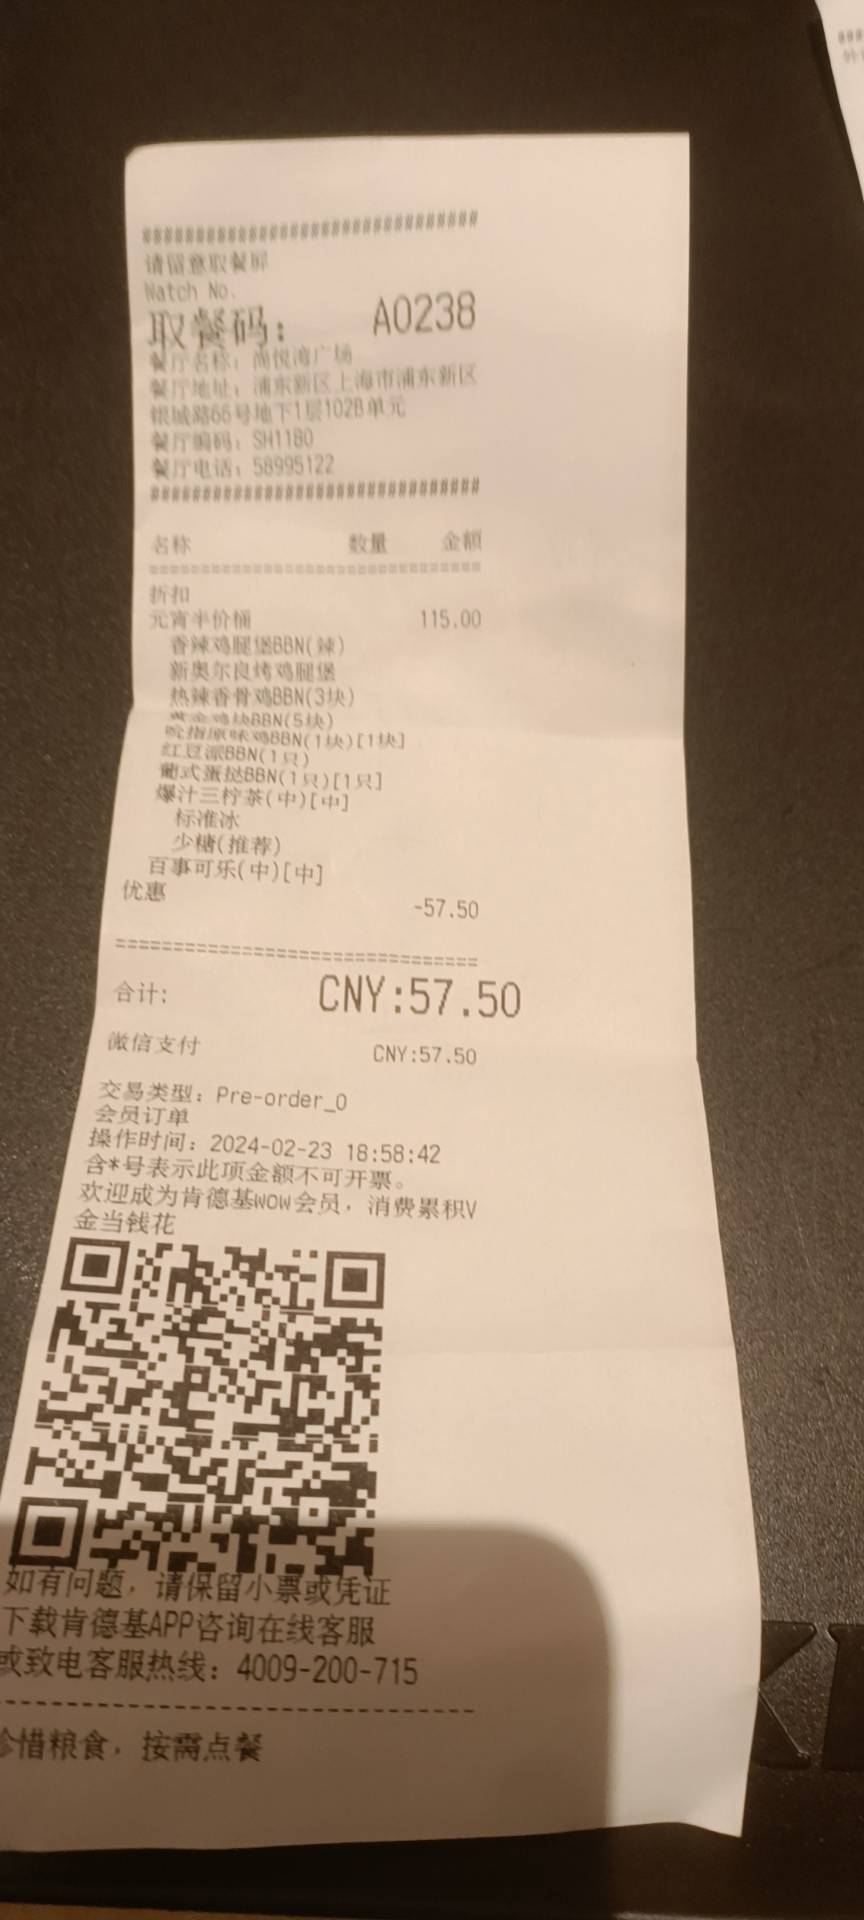 ################################
请留意取餐屏
Watch No.
取餐码: A0238
餐厅名称: 尚悦湾广场
餐厅地址: 浦东新区上海市浦东新区
银城路66号地下1层102B单元
餐厅编码: SH1180
餐厅电话: 58995122
################################
名称 数量 金额
================================
折扣
元宵半价桶 115.00
香辣鸡腿堡BBN(辣)
新奥尔良烤鸡腿堡
热辣香骨鸡BBN(3块)
黄金鸡块BBN(5块)
吮指原味鸡BBN(1块)[1块]
红豆派BBN(1只)
葡式蛋挞BBN(1只)[1只]
爆汁三柠茶(中)[中]
标准冰
少糖(推荐)
百事可乐(中)[中]
优惠 -57.50
================================
合计: CNY:57.50
微信支付 CNY:57.50
交易类型: Pre-order_0
会员订单
操作时间: 2024-02-23 18:58:42
含*号表示此项金额不可开票。
欢迎成为肯德基WOW会员，消费累积V
金当钱花
如有问题，请保留小票或凭证
下载肯德基APP咨询在线客服
或致电客服热线: 4009-200-715
珍惜粮食，按需点餐